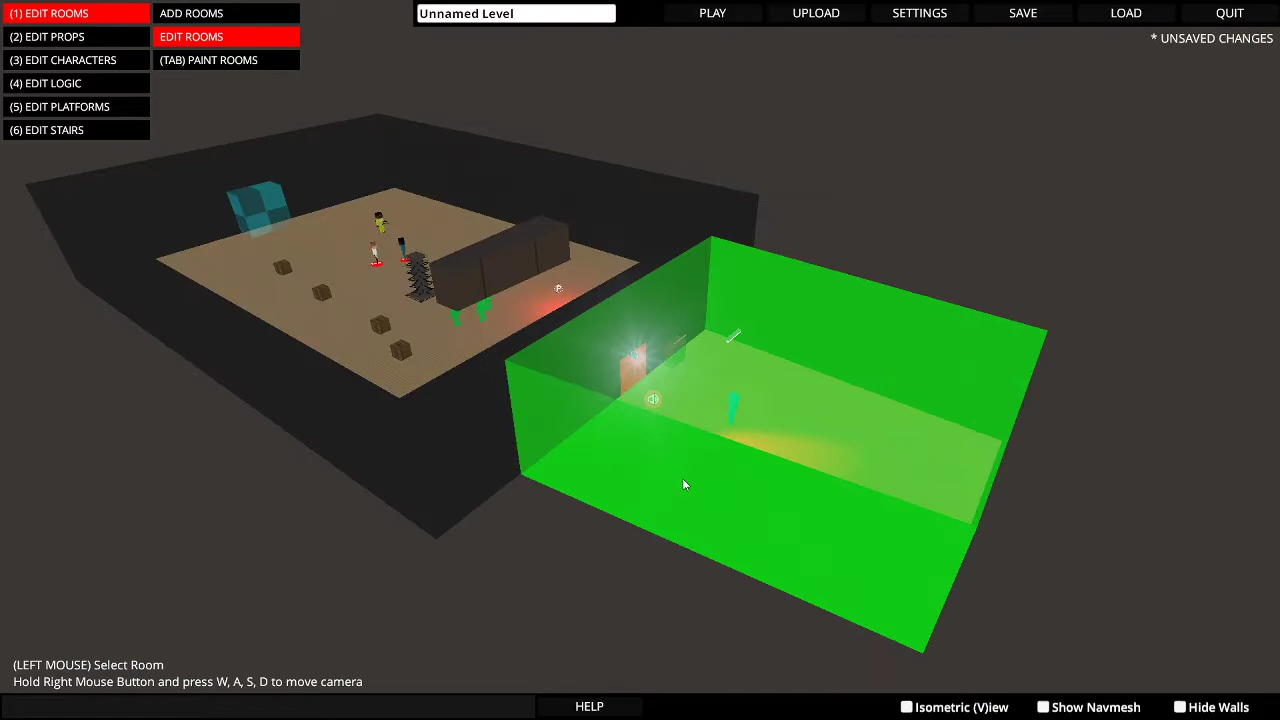 (1) EDIT ROOMS
(2) EDIT PROPS
(3) EDIT CHARACTERS
(4) EDIT LOGIC
(5) EDIT PLATFORMS
(6) EDIT STAIRS
ADD ROOMS
EDIT ROOMS
(TAB) PAINT ROOMS
Unnamed Level
PLAY
UPLOAD
SETTINGS
SAVE
LOAD
QUIT
* UNSAVED CHANGES
(LEFT MOUSE) Select Room
Hold Right Mouse Button and press W, A, S, D to move camera
HELP
Isometric (V)iew
Show Navmesh
Hide Walls